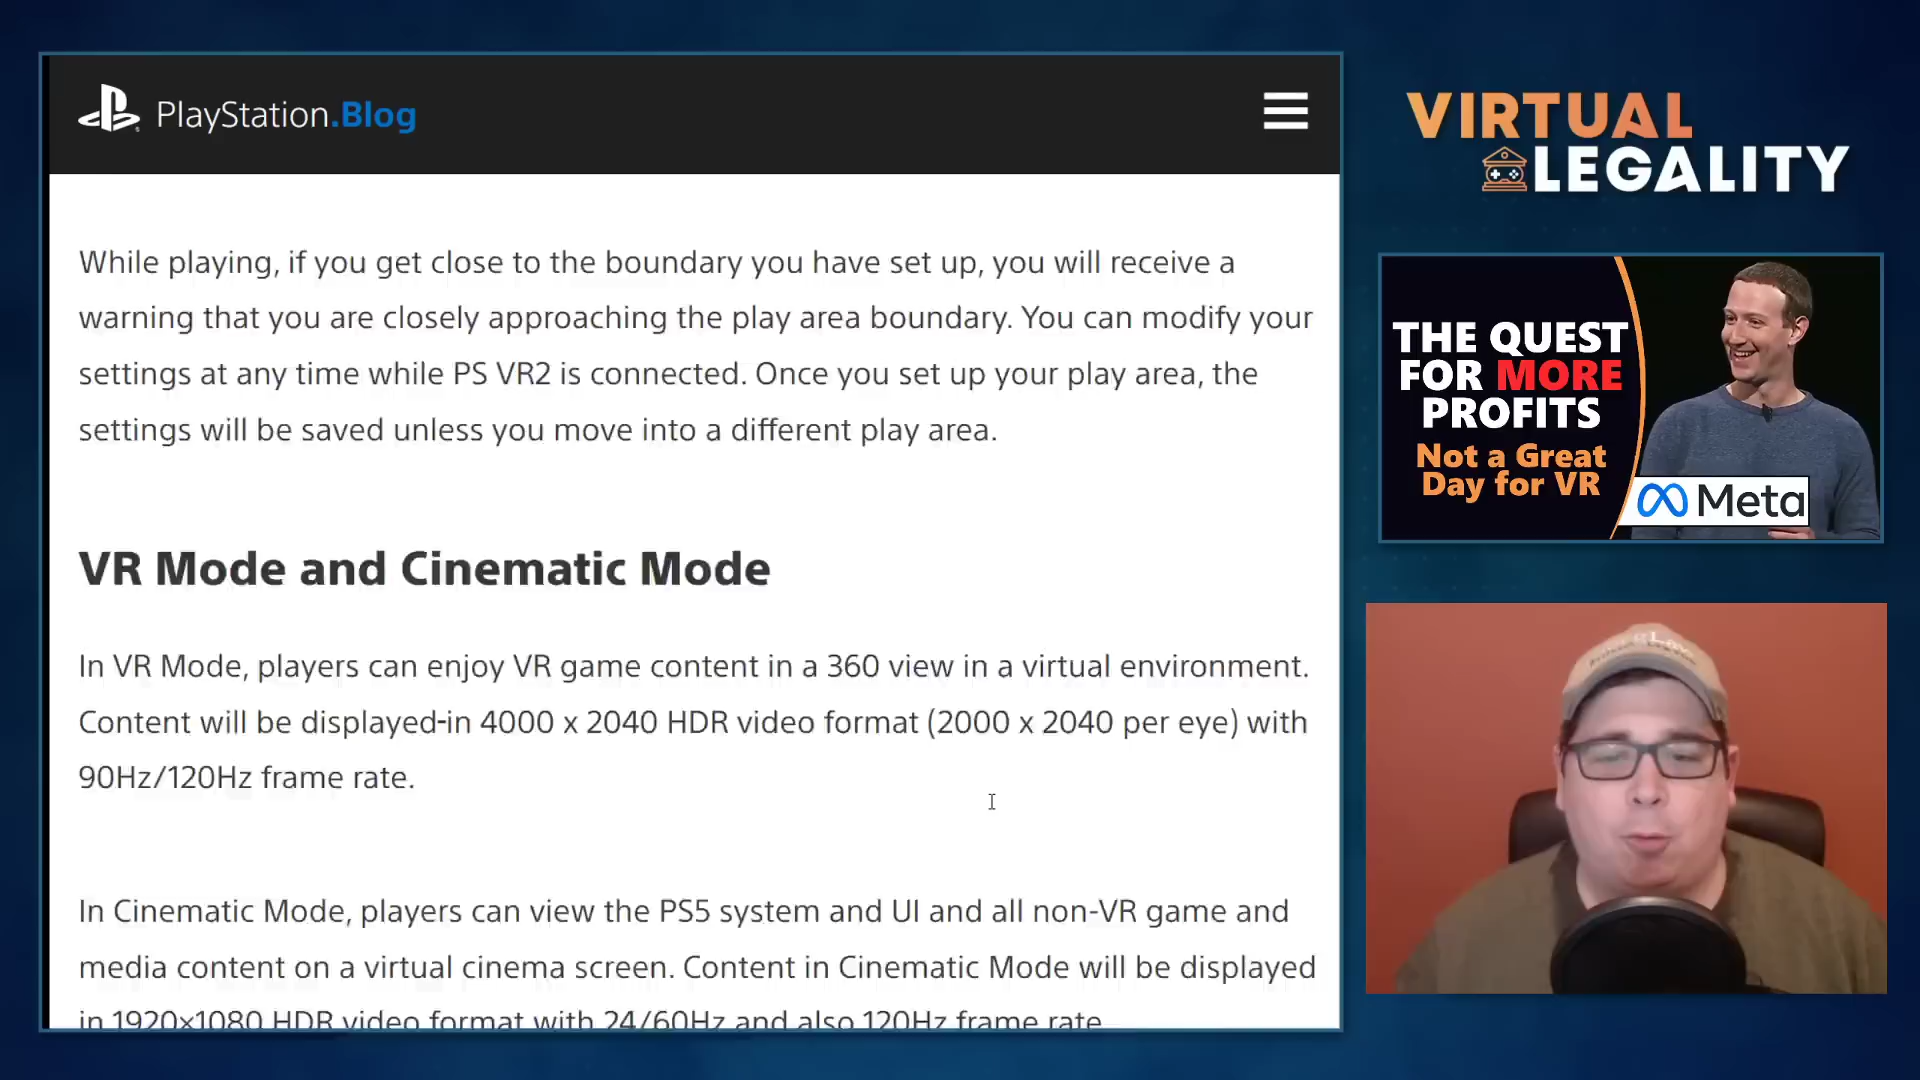 PlayStation.Blog
While playing, if you get close to the boundary you have set up, you will receive a
warning that you are closely approaching the play area boundary. You can modify your
settings at any time while PS VR2 is connected. Once you set up your play area, the
settings will be saved unless you move into a different play area.
VR Mode and Cinematic Mode
In VR Mode, players can enjoy VR game content in a 360 view in a virtual environment.
Content will be displayed-in 4000 x 2040 HDR video format (2000 x 2040 per eye) with
90Hz/120Hz frame rate.
In Cinematic Mode, players can view the PS5 system and UI and all non-VR game and
media content on a virtual cinema screen. Content in Cinematic Mode will be displayed
in 1920×1080 HDR video format with 24/60Hz and also 120Hz frame rate
VIRTUAL
LEGALITY
THE QUEST
FOR MORE
PROFITS
Not a Great
Day for VR
Meta